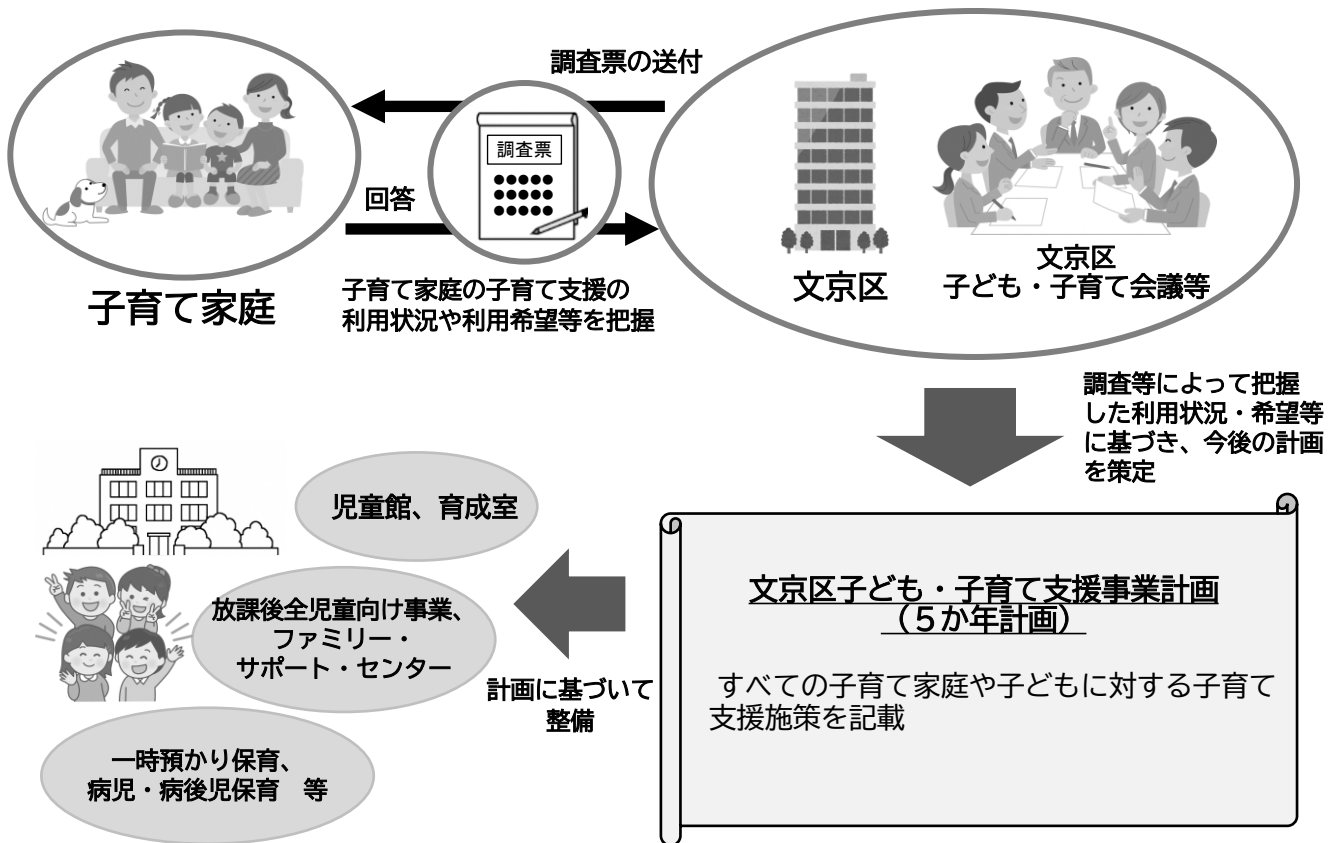 調査票の送付
調査票
回答
子育て家庭
子育て家庭の子育て支援の
利用状況や利用希望等を把握
文京区
文京区
子ども・子育て会議等
調査等によって把握
した利用状況・希望等
に基づき、今後の計画
を策定
文京区子ども・子育て支援事業計画
（５か年計画）
すべての子育て家庭や子どもに対する子育て
支援施策を記載
計画に基づいて
整備
児童館、育成室
放課後全児童向け事業、
ファミリー・
サポート・センター
一時預かり保育、
病児・病後児保育　等